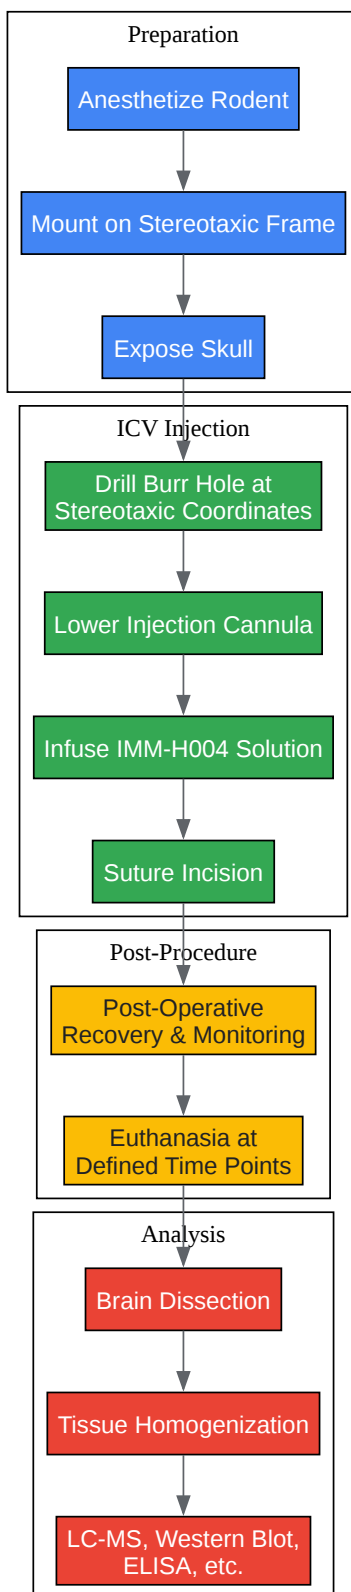 Preparation
Anesthetize Rodent
Mount on Stereotaxic Frame
Expose Skull
ICV Injection
Drill Burr Hole at
Stereotaxic Coordinates
Lower Injection Cannula
Infuse IMM-H004 Solution
Suture Incision
Post-Procedure
Post-Operative
Recovery & Monitoring
Euthanasia at
Defined Time Points
Analysis
Brain Dissection
Tissue Homogenization
LC-MS, Western Blot,
ELISA, etc.